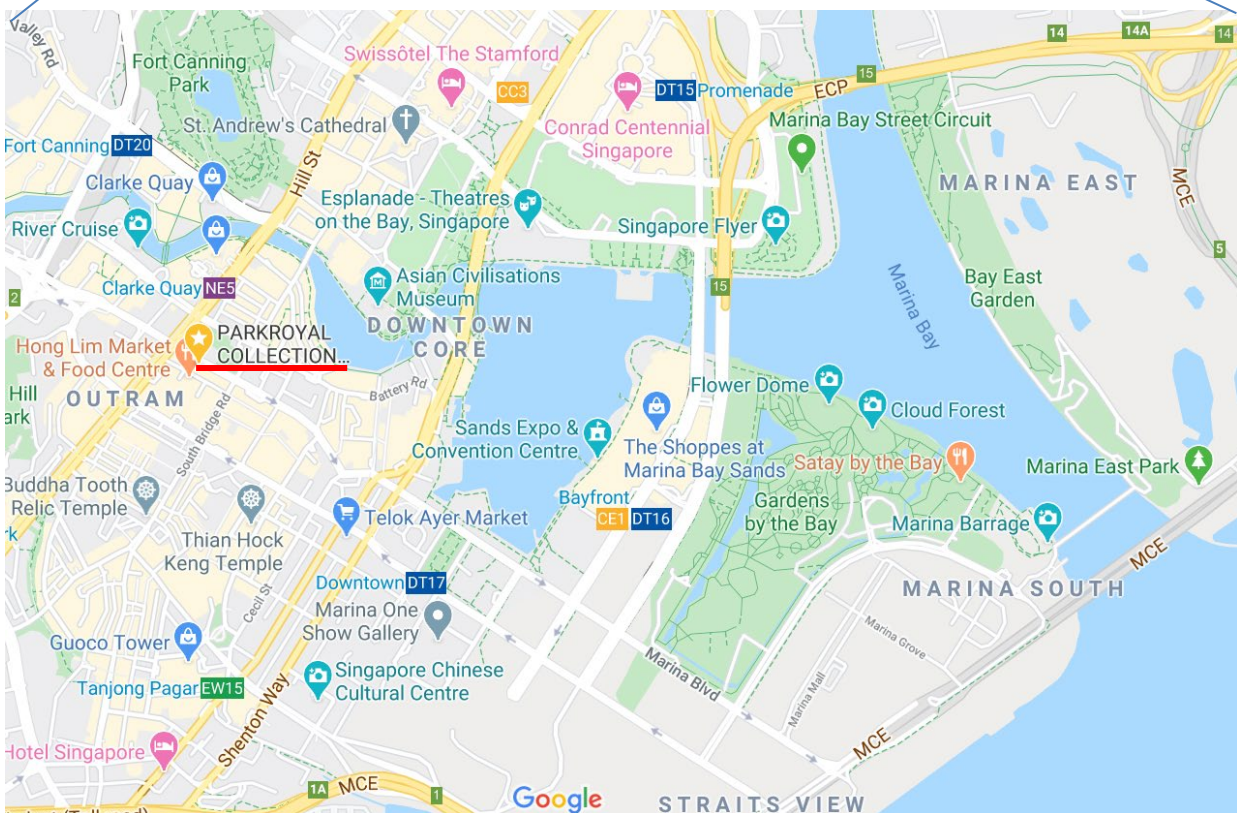 Valley Rd
Fort Canning
Park
Swissôtel The Stamford
CC3
DT15 Promenade
ECP
15
14
14A
14
St. Andrew's Cathedral
Conrad Centennial
Singapore
Marina Bay Street Circuit
Fort Canning DT20
Hill St
Clarke Quay
MARINA EAST
MCE
Esplanade - Theatres
on the Bay, Singapore
River Cruise
Singapore Flyer
5
Asian Civilisations
Museum
Marina Bay
Bay East
Garden
Clarke Quay NE5
2
15
PARKROYAL
COLLECTION...
DOWNTOWN
CORE
Hong Lim Market
& Food Centre
Battery Rd
Flower Dome
Hill
ark
OUTRAM
South Bridge Rd
Cloud Forest
Sands Expo &
Convention Centre
The Shoppes at
Marina Bay Sands
Satay by the Bay
Marina East Park
Buddha Tooth
Relic Temple
Bayfront
CE1 DT16
Gardens
by the Bay
Telok Ayer Market
Marina Barrage
rk
Thian Hock
Keng Temple
MCE
Downtown DT17
MARINA SOUTH
Cecil St
Marina One
Show Gallery
Guoco Tower
Marina Grove
Marina Blvd
Singapore Chinese
Cultural Centre
Tanjong Pagar EW15
Marina Mall
Shenton Way
Hotel Singapore
MCE
1A
MCE
1
Google
STRAITS VIEW